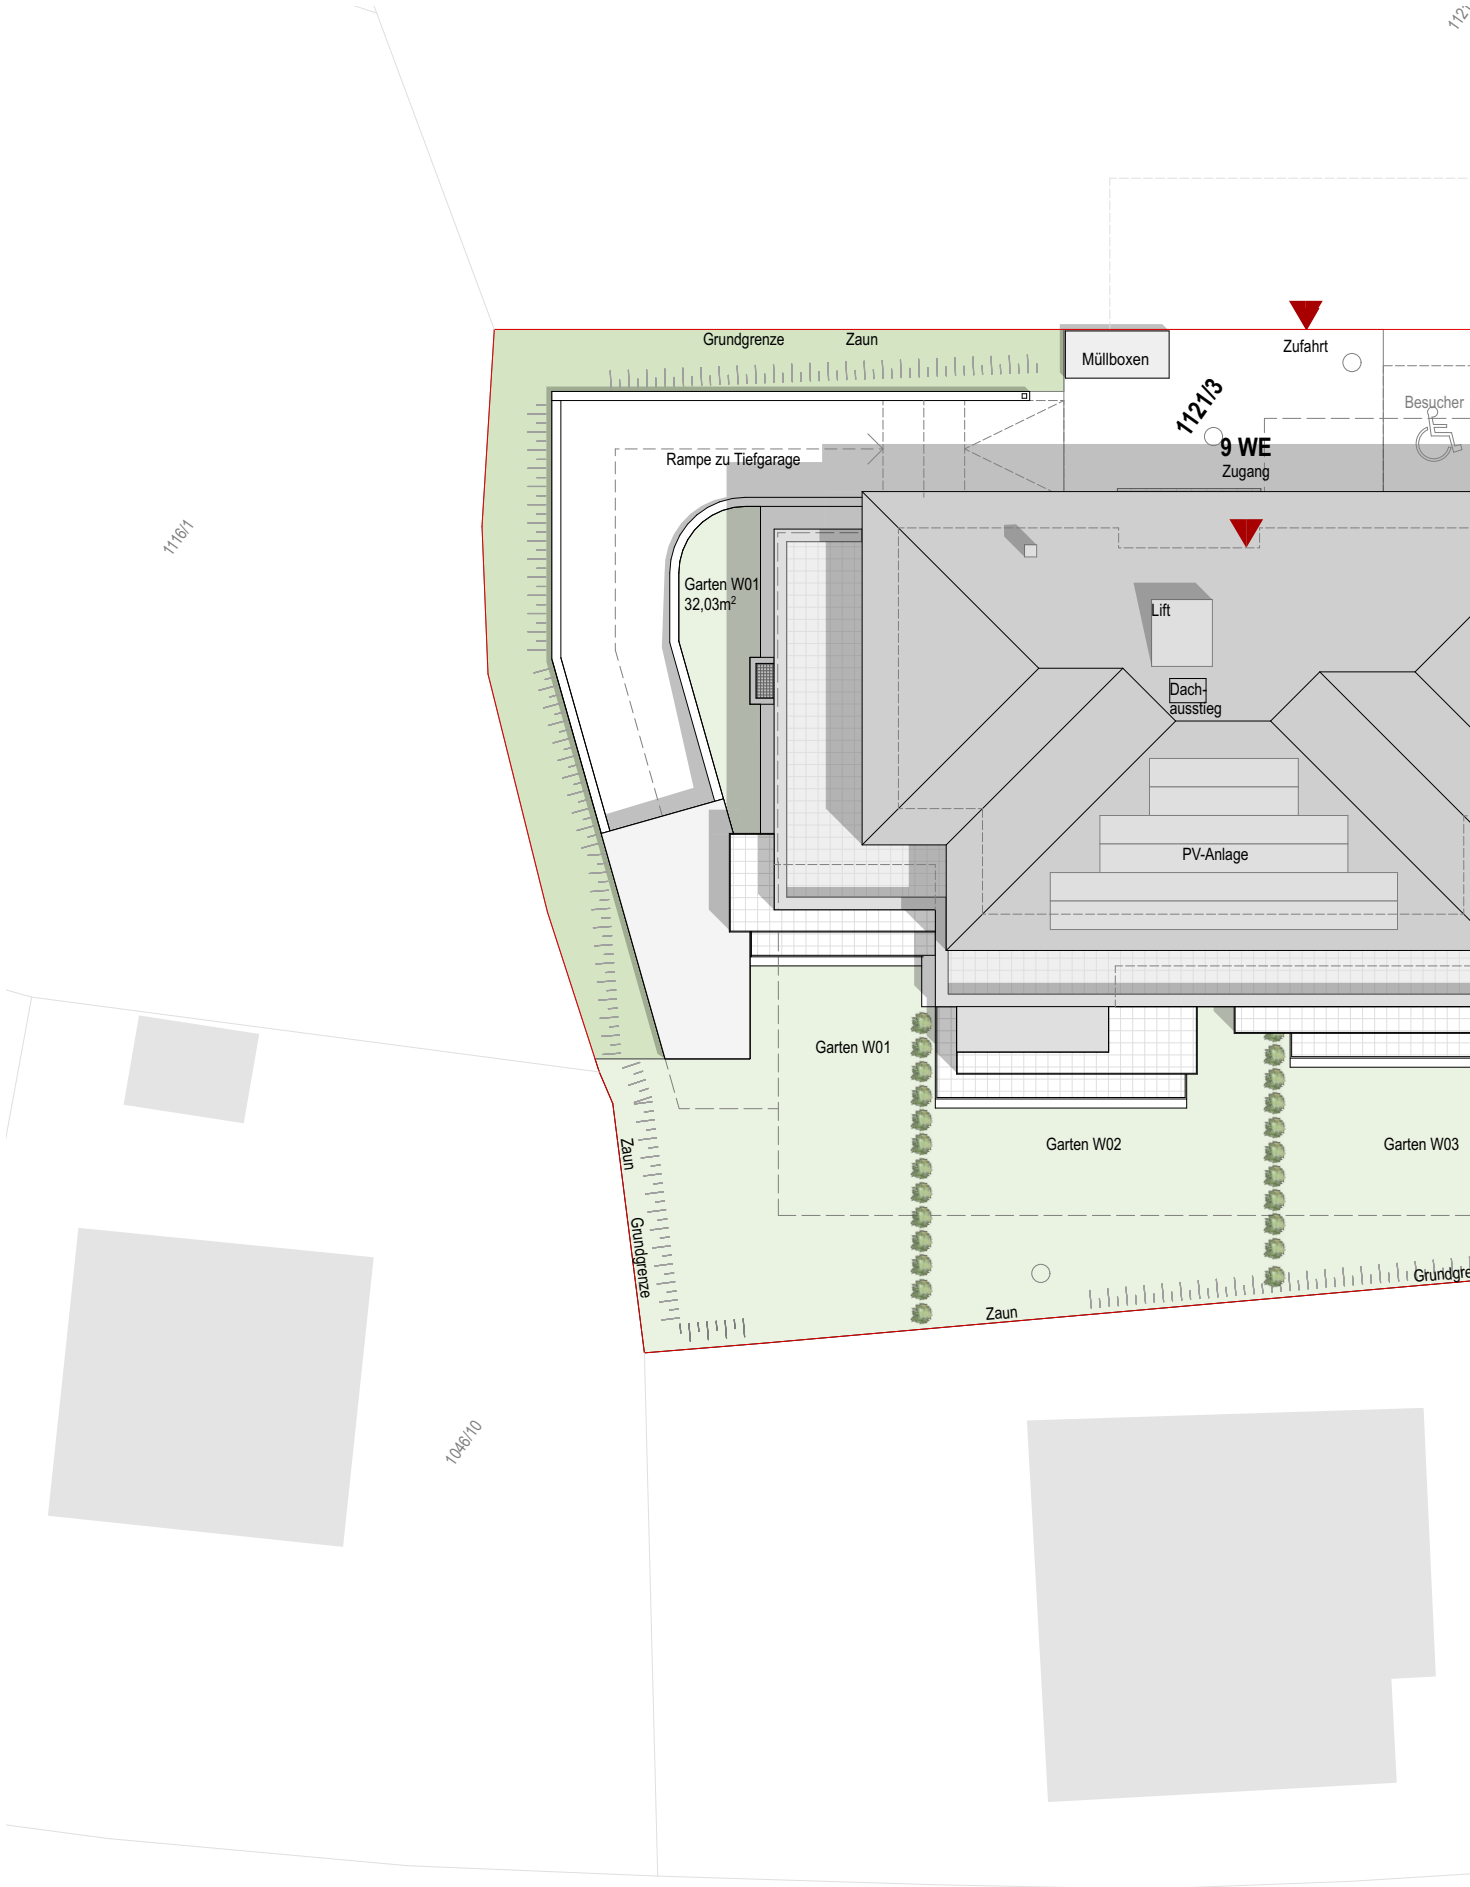 Grundgrenze
Zaun
Müllboxen
Zufahrt
1121/3
Besucher
9 WE
Zugang
Rampe zu Tiefgarage
1116/1
Garten W01
32,03m²
Lift
Dach-
ausstieg
PV-Anlage
Garten W01
Garten W02
Garten W03
Zaun
Grundgrenze
Zaun
Grundgre
1046/10